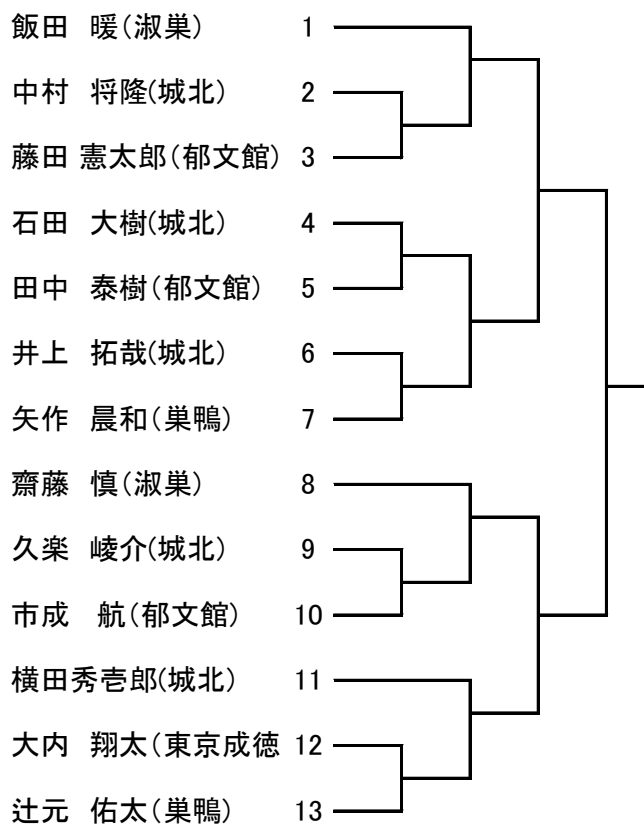 飯田　暖（淑巣）　1
中村　将隆(城北)　2
藤田 憲太郎（郁文館）　3
石田　大樹(城北)　4
田中　泰樹（郁文館）　5
井上　拓哉(城北)　6
矢作　晨和（巣鴨）　7
齋藤　慎（淑巣）　8
久楽　崚介(城北)　9
市成　航（郁文館）　10
横田秀壱郎(城北)　11
大内　翔太（東京成徳　12
辻元　佑太（巣鴨）　13